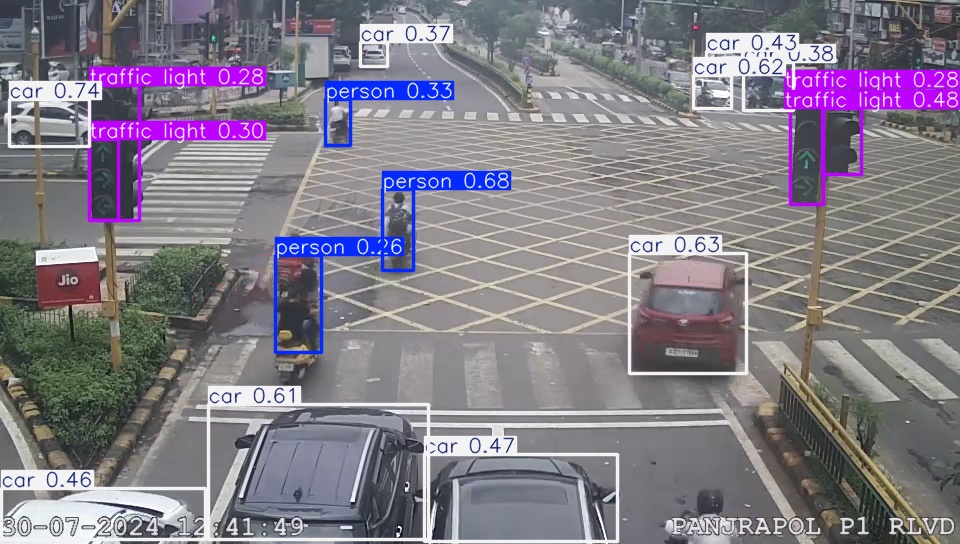 car 0.37
car 0.43
0.38
car 0.62
traffic light 0.28
traffic light 0.28
car 0.74
person 0.33
traffic light 0.48
traffic light 0.30
person 0.68
person 0.26
car 0.63
Jio
car 0.61
car 0.47
car 0.46
30-07-2024 12:41:49
PANJRAPOL P1 RLVD